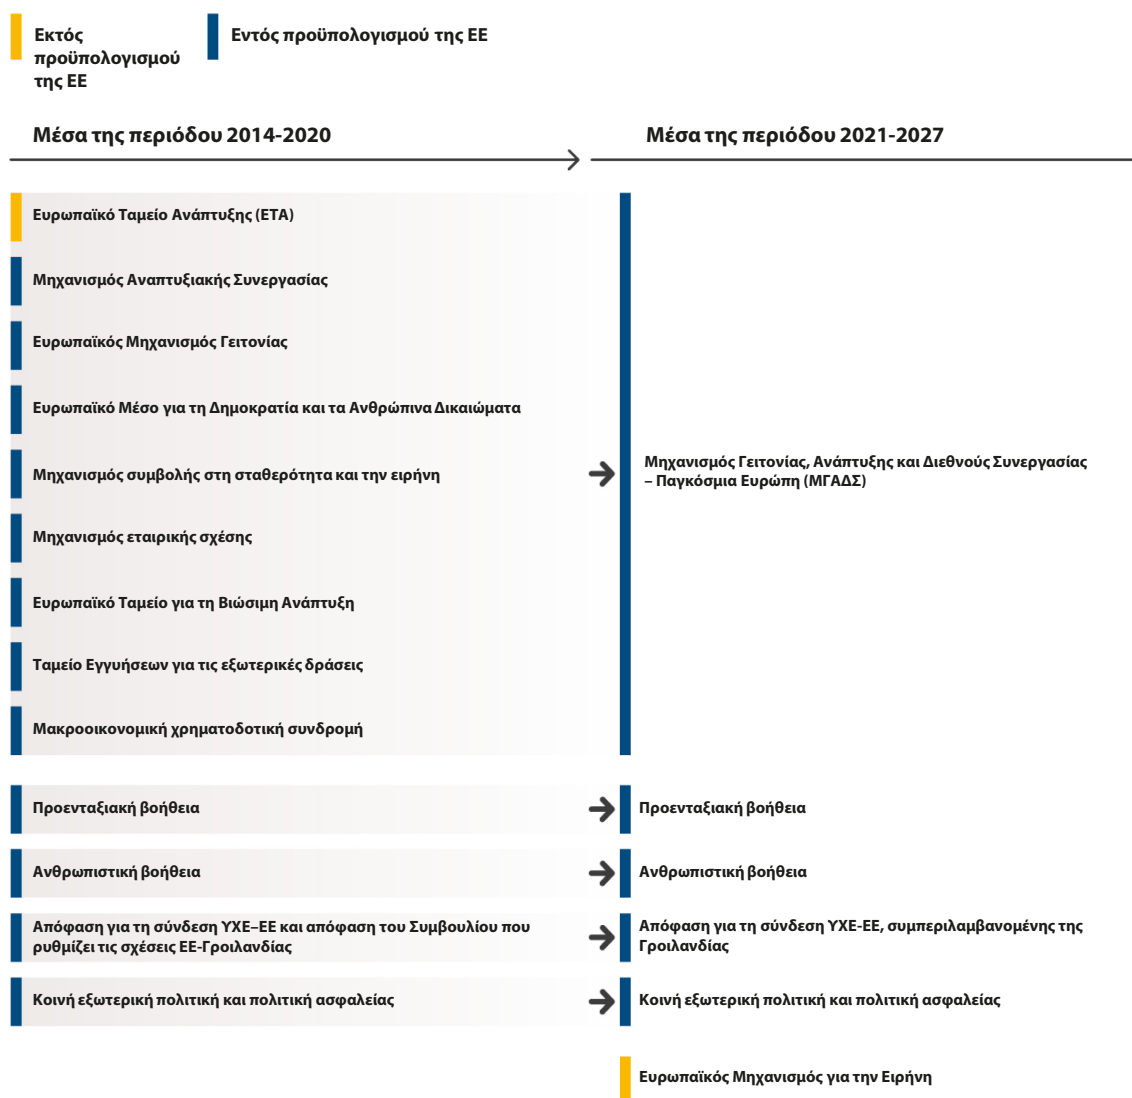 Εκτός
προϋπολογισμού
της ΕΕ
Εντός προϋπολογισμού της ΕΕ
Μέσα της περιόδου 2014-2020
Μέσα της περιόδου 2021-2027
Ευρωπαϊκό Ταμείο Ανάπτυξης (ΕΤΑ)
Μηχανισμός Αναπτυξιακής Συνεργασίας
Ευρωπαϊκός Μηχανισμός Γειτονίας
Ευρωπαϊκό Μέσο για τη Δημοκρατία και τα Ανθρώπινα Δικαιώματα
Μηχανισμός συμβολής στη σταθερότητα και την ειρήνη
Μηχανισμός εταιρικής σχέσης
Ευρωπαϊκό Ταμείο για τη Βιώσιμη Ανάπτυξη
Ταμείο Εγγυήσεων για τις εξωτερικές δράσεις
Μακροοικονομική χρηματοδοτική συνδρομή
Μηχανισμός Γειτονίας, Ανάπτυξης και Διεθνούς Συνεργασίας
– Παγκόσμια Ευρώπη (ΜΓΑΔΣ)
Προενταξιακή βοήθεια
Προενταξιακή βοήθεια
Ανθρωπιστική βοήθεια
Ανθρωπιστική βοήθεια
Απόφαση για τη σύνδεση ΥΧΕ–ΕΕ και απόφαση του Συμβουλίου που
ρυθμίζει τις σχέσεις ΕΕ-Γροιλανδίας
Απόφαση για τη σύνδεση ΥΧΕ-ΕΕ, συμπεριλαμβανομένης της
Γροιλανδίας
Κοινή εξωτερική πολιτική και πολιτική ασφαλείας
Κοινή εξωτερική πολιτική και πολιτική ασφαλείας
Ευρωπαϊκός Μηχανισμός για την Ειρήνη